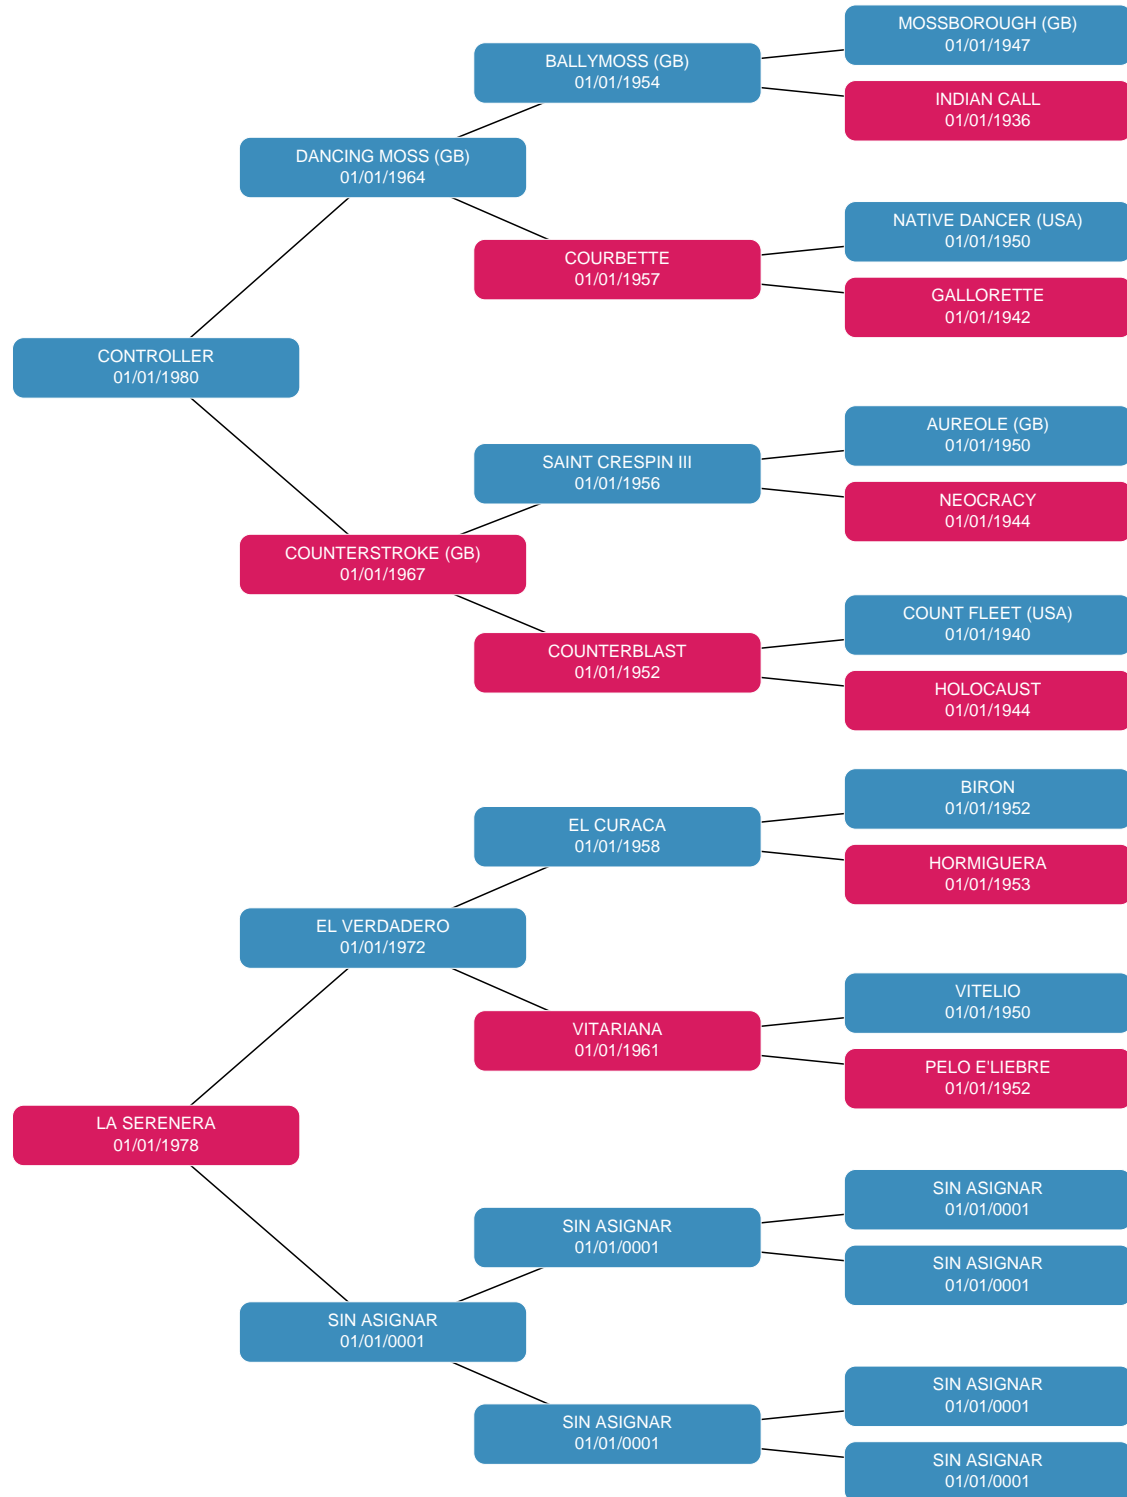 MOSSBOROUGH (GB)
01/01/1947
BALLYMOSS (GB)
01/01/1954
INDIAN CALL
01/01/1936
DANCING MOSS (GB)
01/01/1964
NATIVE DANCER (USA)
01/01/1950
COURBETTE
01/01/1957
GALLORETTE
01/01/1942
CONTROLLER
01/01/1980
AUREOLE (GB)
01/01/1950
SAINT CRESPIN III
01/01/1956
NEOCRACY
01/01/1944
COUNTERSTROKE (GB)
01/01/1967
COUNT FLEET (USA)
01/01/1940
COUNTERBLAST
01/01/1952
HOLOCAUST
01/01/1944
BIRON
01/01/1952
EL CURACA
01/01/1958
HORMIGUERA
01/01/1953
EL VERDADERO
01/01/1972
VITELIO
01/01/1950
VITARIANA
01/01/1961
PELO E'LIEBRE
01/01/1952
LA SERENERA
01/01/1978
SIN ASIGNAR
01/01/0001
SIN ASIGNAR
01/01/0001
SIN ASIGNAR
01/01/0001
SIN ASIGNAR
01/01/0001
SIN ASIGNAR
01/01/0001
SIN ASIGNAR
01/01/0001
SIN ASIGNAR
01/01/0001